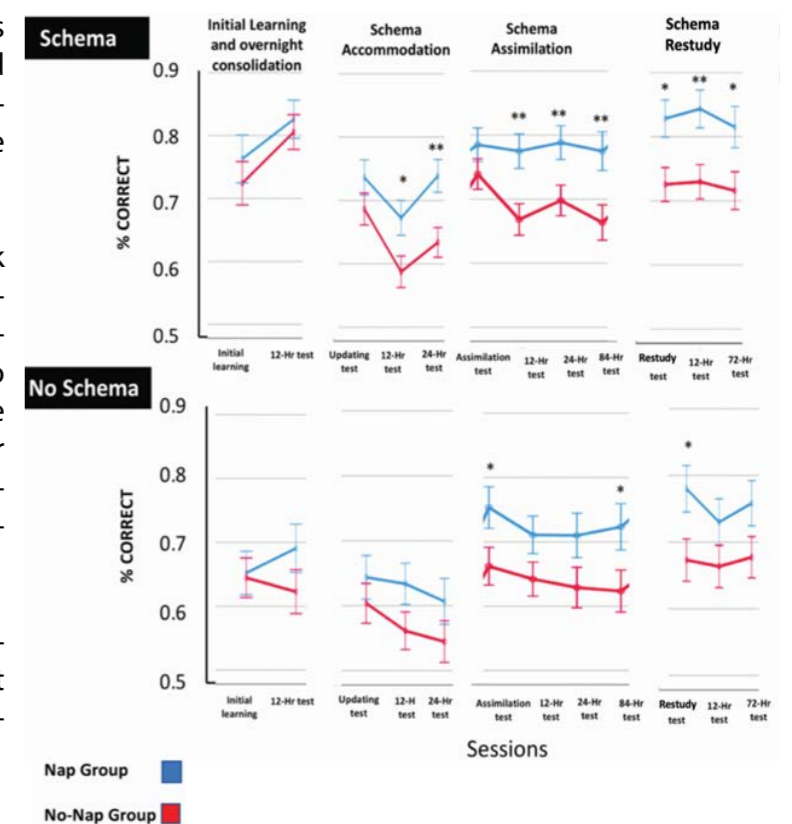 Schema
Initial Learning
and overnight
consolidation
Schema
Accommodation
Schema
Assimilation
Schema
Restudy
0.9
0.8
0.7
0.6
0.5
% CORRECT
* **
** ** **
* ** *
Initial
learning
12-Hr test
Updating
test
12-Hr
test
24-Hr
test
Assimilation
test
12-Hr
test
24-Hr
test
84-Hr
test
Restudy
test
12-Hr
test
72-Hr
test
No Schema
0.9
0.8
0.7
0.6
0.5
% CORRECT
* *
*
Initial
learning
12-Hr test
Updating
test
12-H
test
24-Hr
test
Assimilation
test
12-Hr
test
24-Hr
test
84-Hr
test
Restudy
test
12-Hr
test
72-Hr
test
Sessions
Nap Group
No-Nap Group